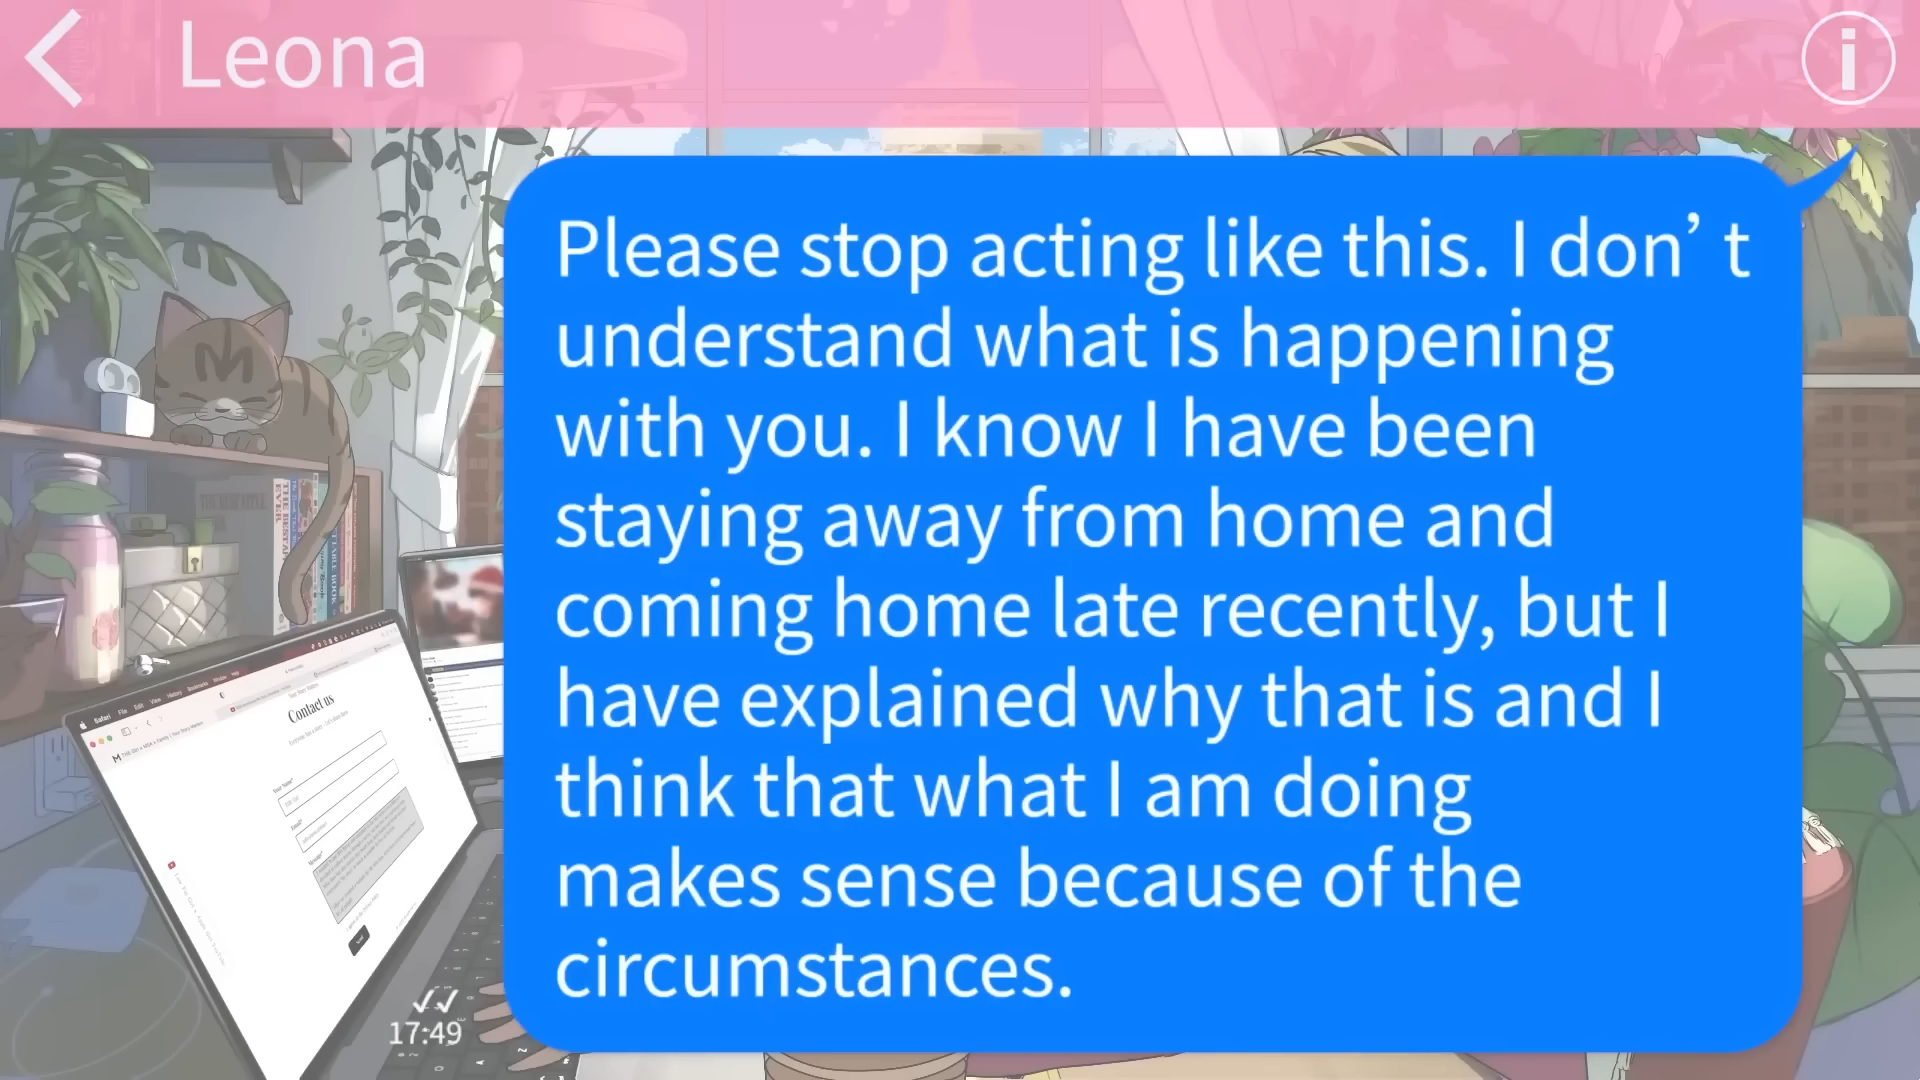 Leona
Please stop acting like this. I don’t
understand what is happening
with you. I know I have been
staying away from home and
coming home late recently, but I
have explained why that is and I
think that what I am doing
makes sense because of the
circumstances.
17:49
Contact us